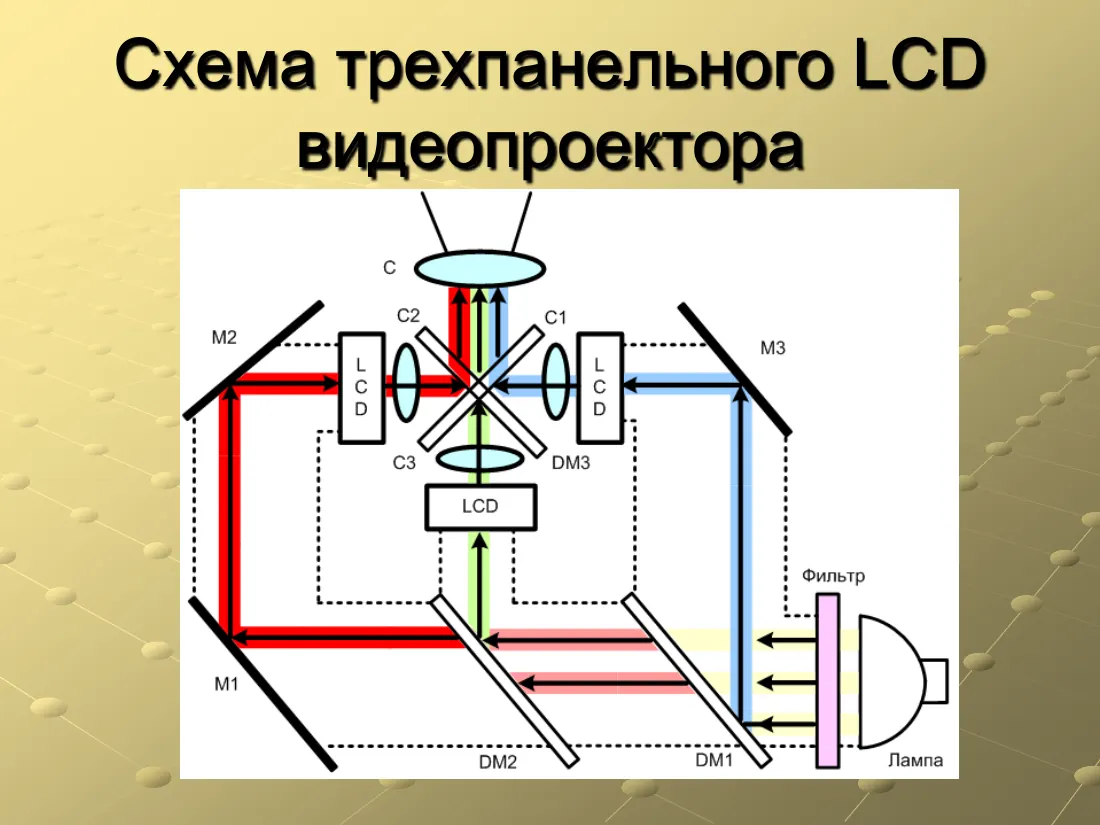 Схема трехпанельного LCD
видеопроектора
C
C2
C1
M2
M3
L
C
D
L
C
D
C3
DM3
LCD
Фильтр
M1
DM2
DM1
Лампа